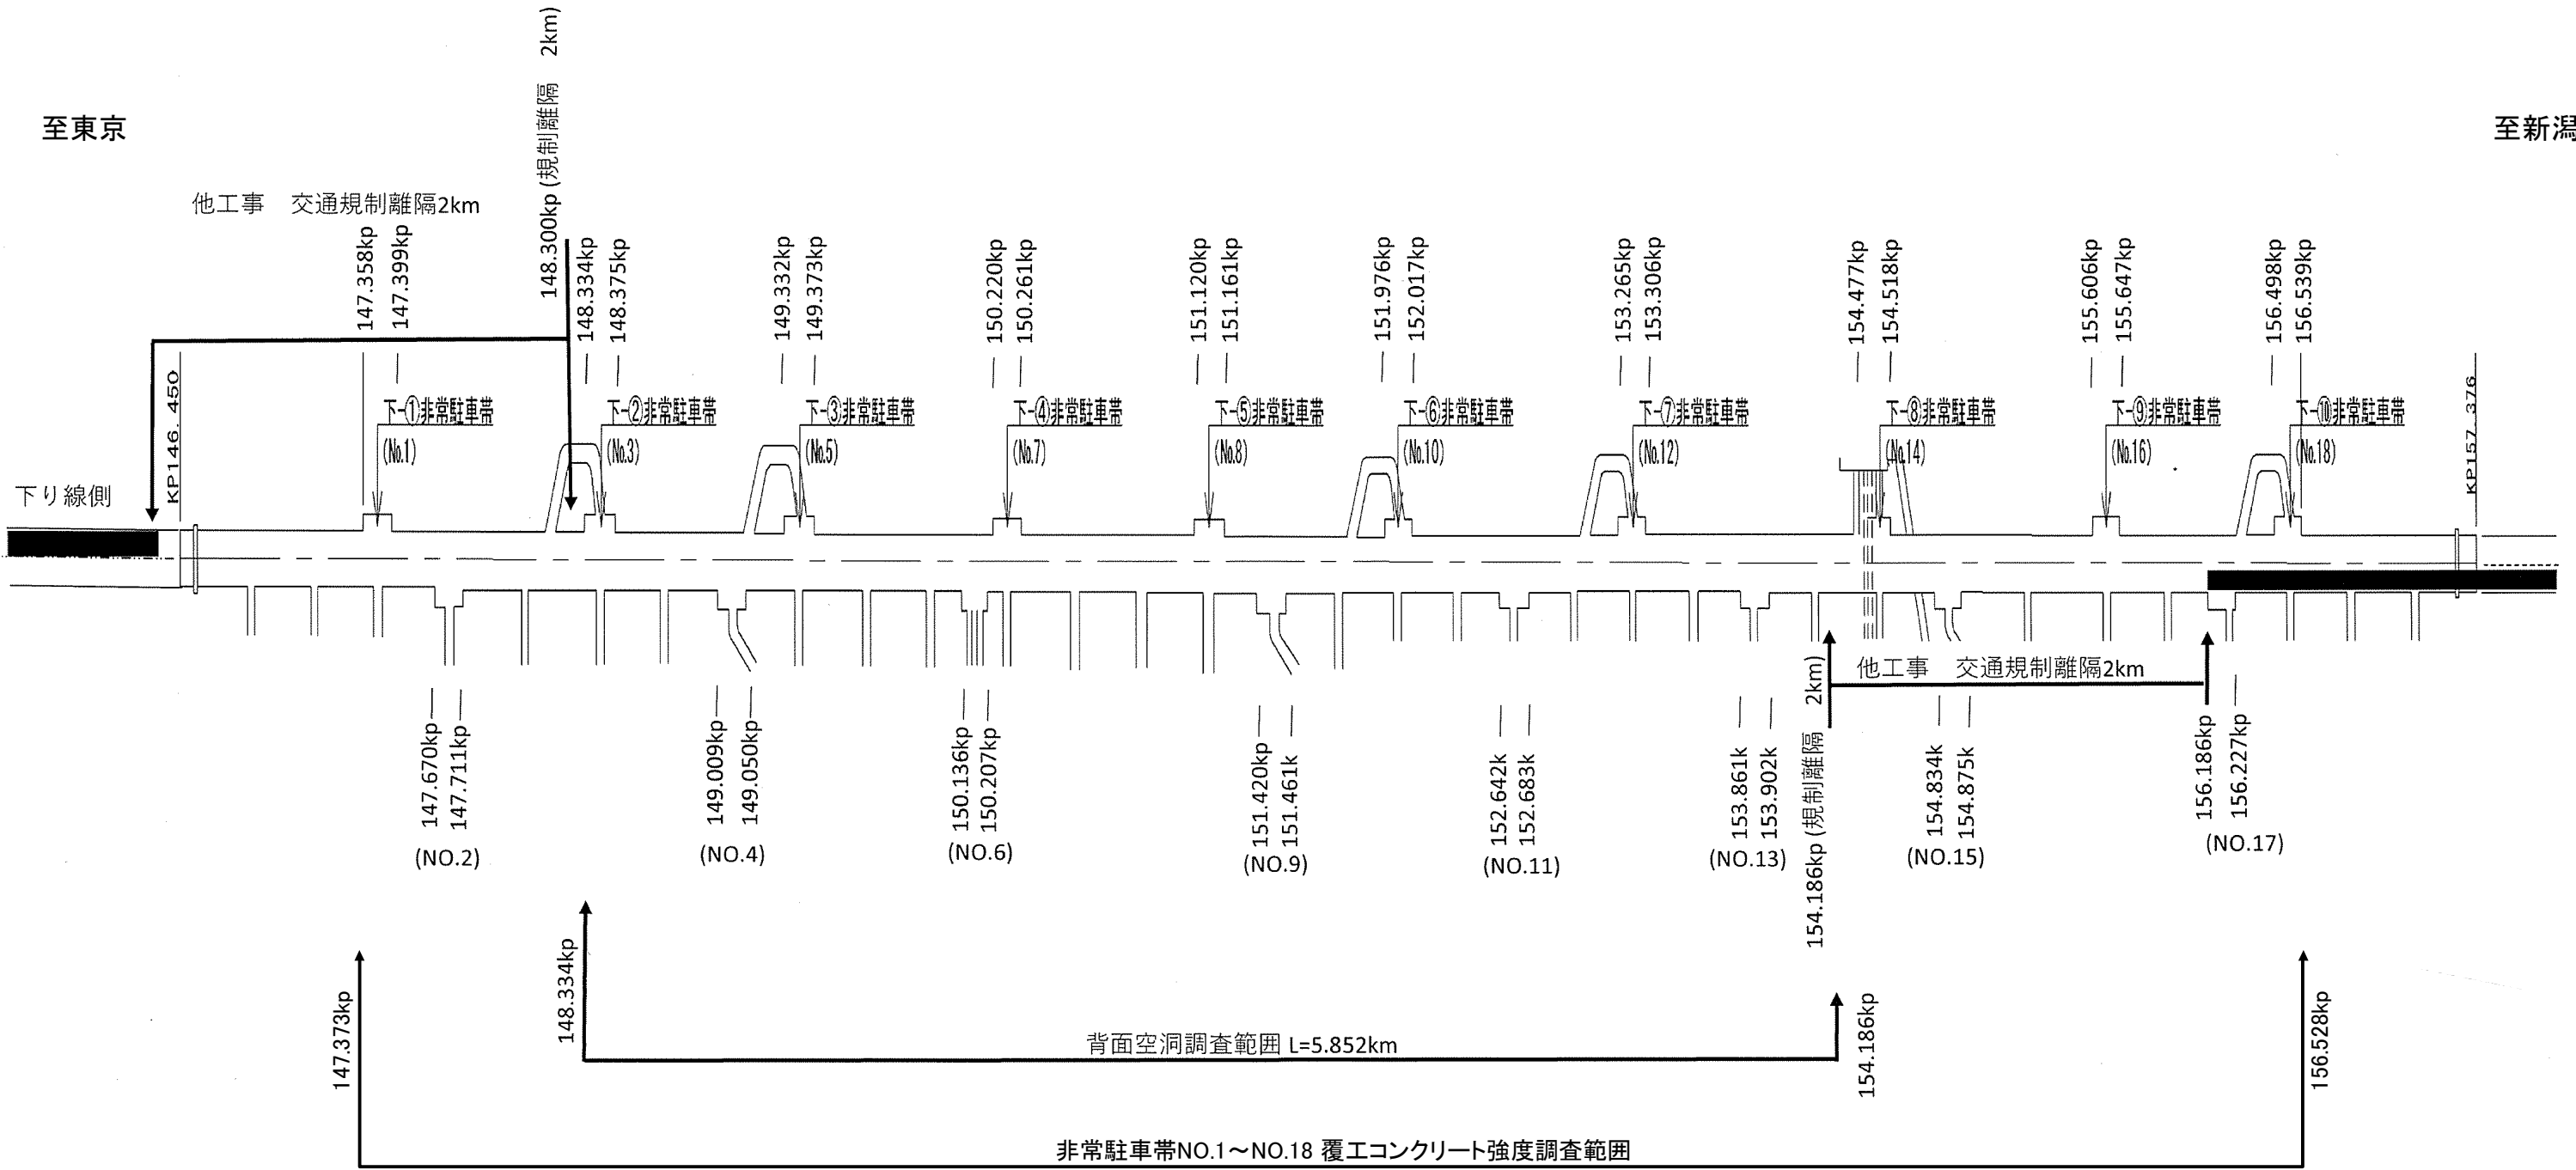 至東京
至新潟
148.300kp (規制離隔　2km)
他工事　交通規制離隔2km
147.358kp
147.399kp
148.334kp
148.375kp
149.332kp
149.373kp
150.220kp
150.261kp
151.120kp
151.161kp
151.976kp
152.017kp
153.265kp
153.306kp
154.477kp
154.518kp
155.606kp
155.647kp
156.498kp
156.539kp
KP146.450
下-①非常駐車帯
(No.1)
下-②非常駐車帯
(No.3)
下-③非常駐車帯
(No.5)
下-④非常駐車帯
(No.7)
下-⑤非常駐車帯
(No.8)
下-⑥非常駐車帯
(No.10)
下-⑦非常駐車帯
(No.12)
下-⑧非常駐車帯
(No.14)
下-⑨非常駐車帯
(No.16)
下-⑩非常駐車帯
(No.18)
KP157.376
下り線側
他工事　交通規制離隔2km
147.670kp
147.711kp
(NO.2)
149.009kp
149.050kp
(NO.4)
150.136kp
150.207kp
(NO.6)
151.420kp
151.461k
(NO.9)
152.642k
152.683k
(NO.11)
153.861k
153.902k
(NO.13)
154.186kp (規制離隔　2km)
154.834k
154.875k
(NO.15)
156.186kp
156.227kp
(NO.17)
147.373kp
148.334kp
背面空洞調査範囲 L=5.852km
154.186kp
156.528kp
非常駐車帯NO.1～NO.18 覆工コンクリート強度調査範囲